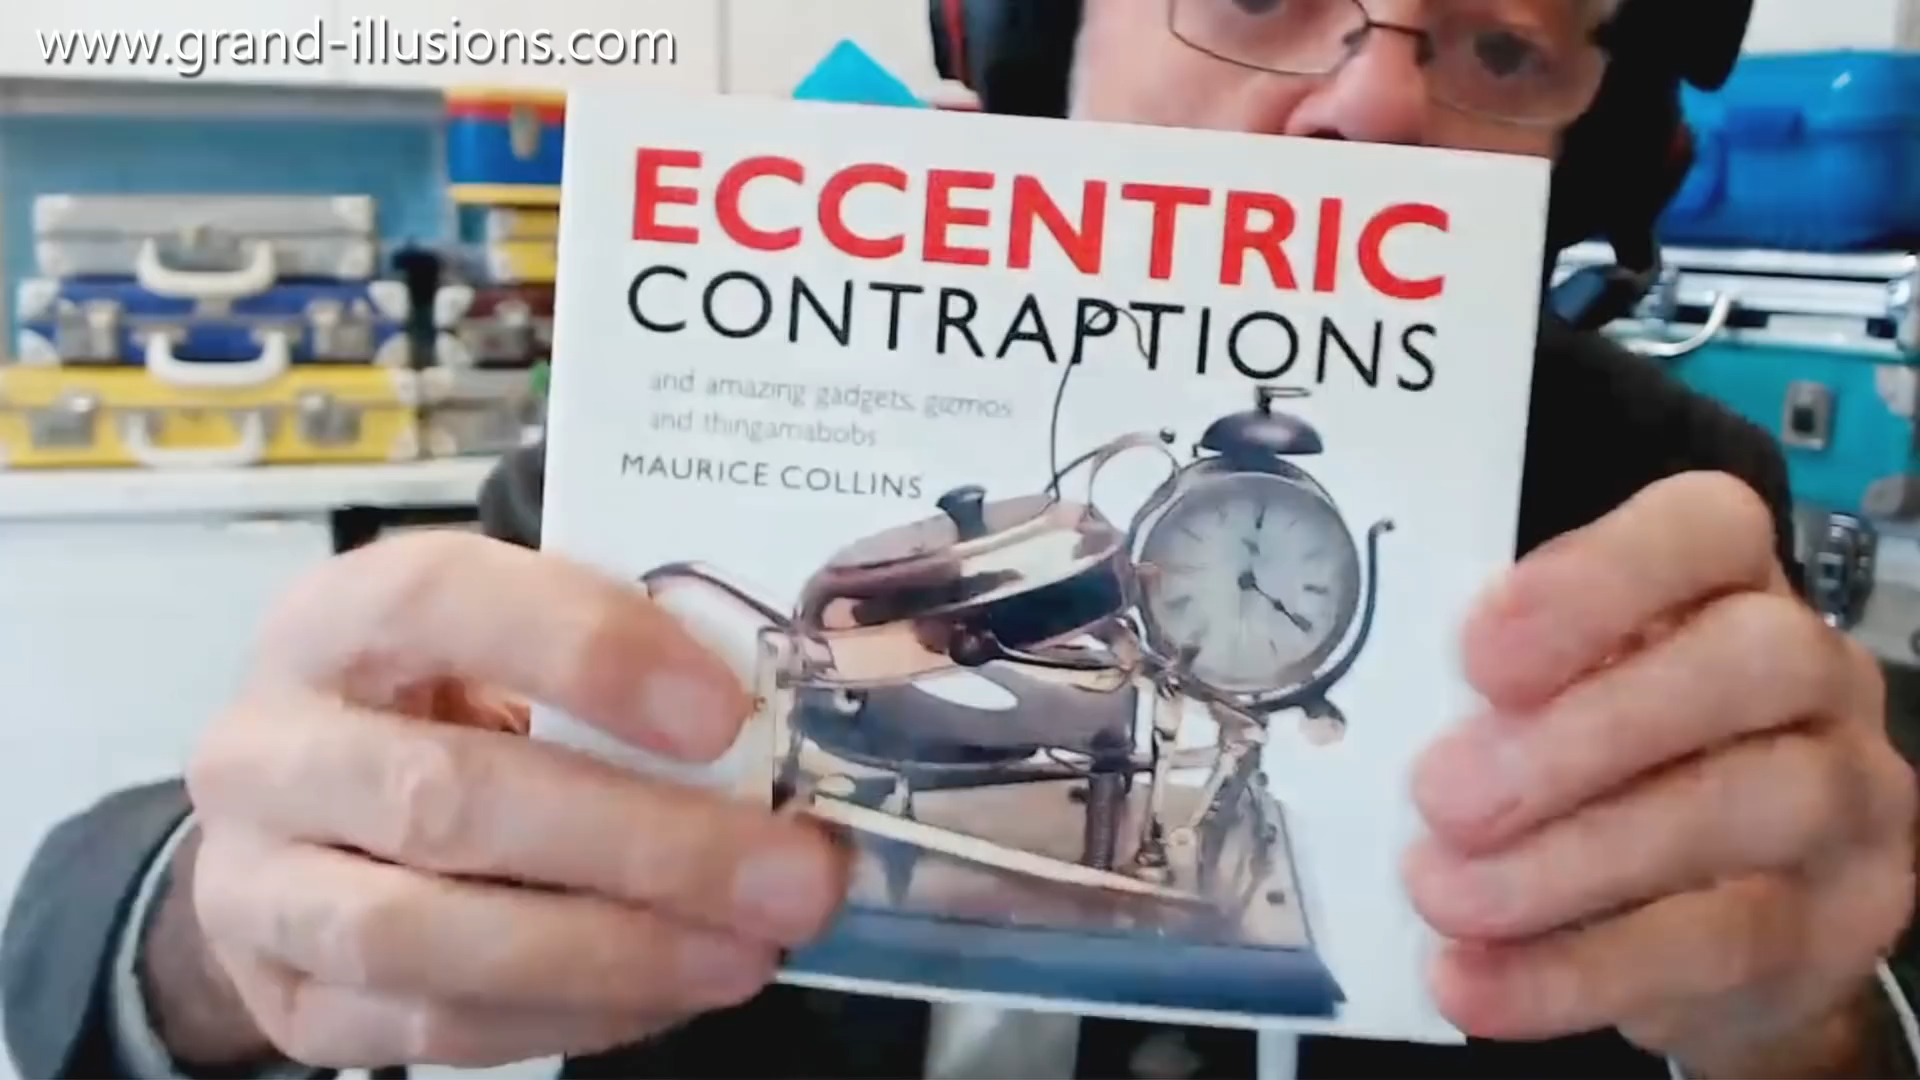 www.grand-illusions.com
ECCENTRIC
CONTRAPTIONS
and amazing gadgets, gizmos
and thingamabobs
MAURICE COLLINS